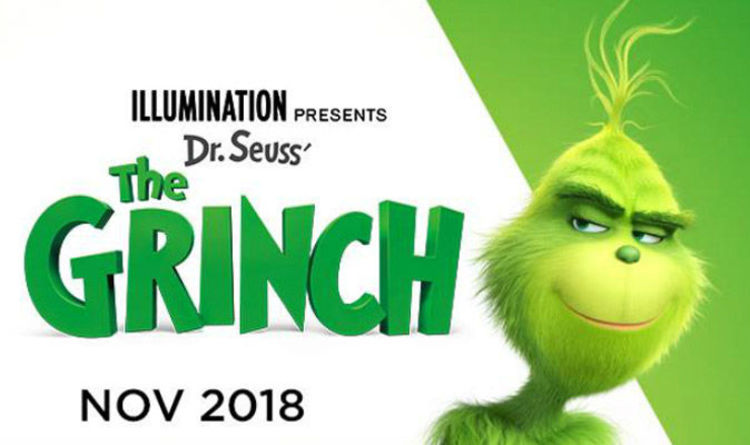 ILLUMINATION PRESENTS
Dr. Seuss'
The
GRINCH
NOV 2018